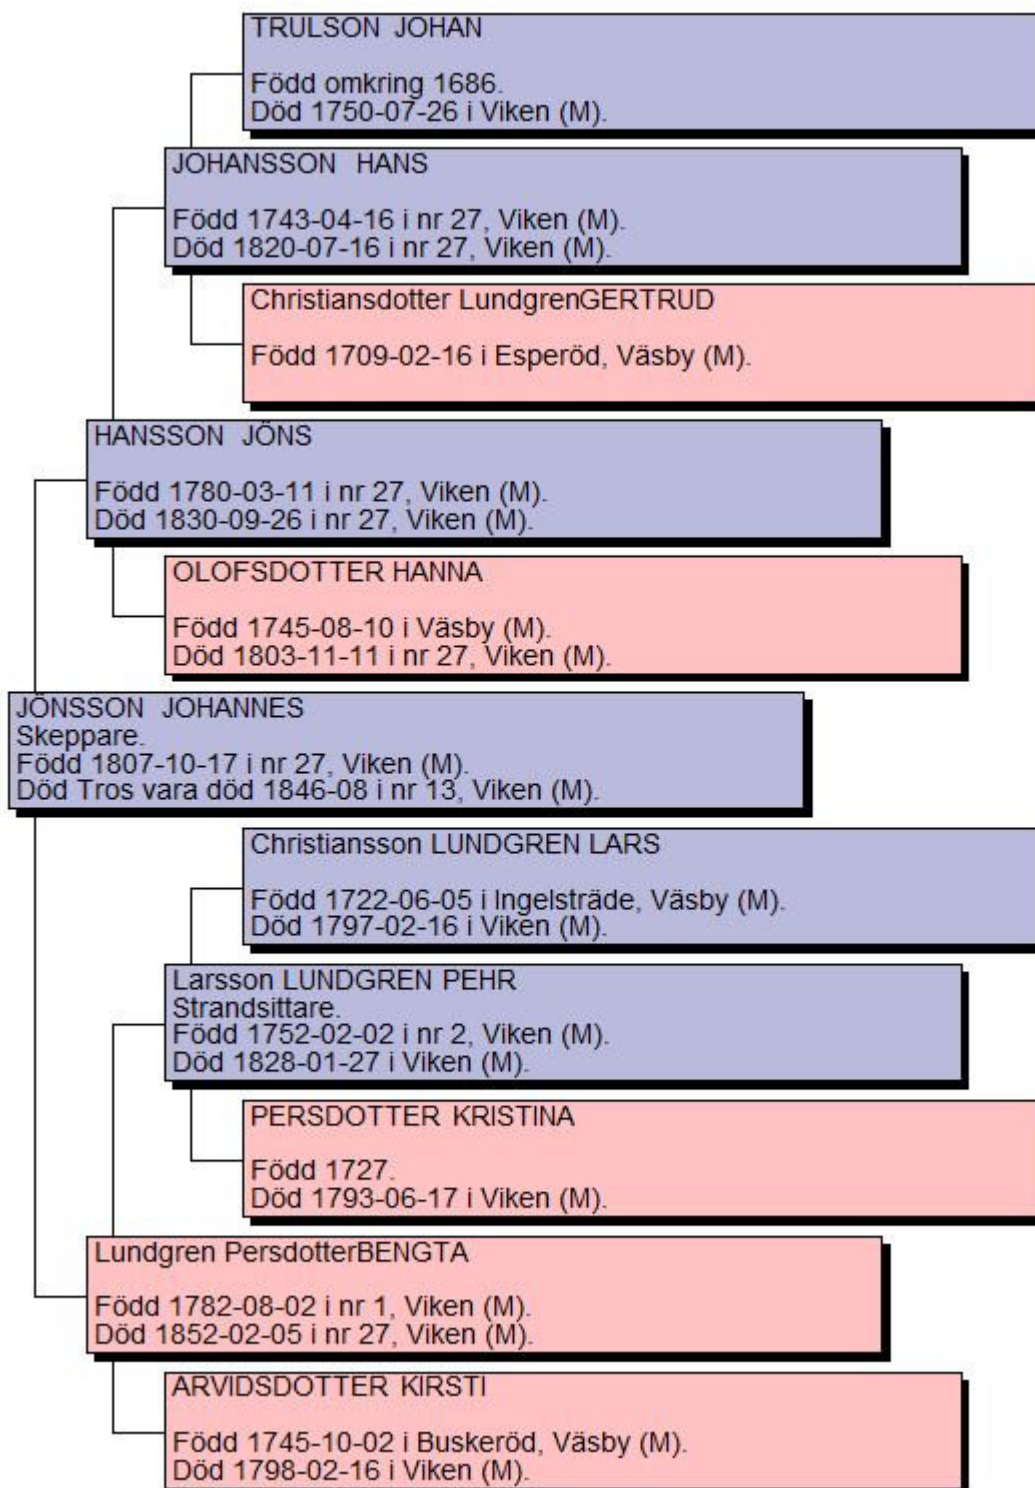 TRULSON JOHAN
Född omkring 1686.
Död 1750-07-26 i Viken (M).
JOHANSSON HANS
Född 1743-04-16 i nr 27, Viken (M).
Död 1820-07-16 i nr 27, Viken (M).
Christiansdotter LundgrenGERTRUD
Född 1709-02-16 i Esperöd, Väsby (M).
HANSSON JÖNS
Född 1780-03-11 i nr 27, Viken (M).
Död 1830-09-26 i nr 27, Viken (M).
OLOFSDOTTER HANNA
Född 1745-08-10 i Väsby (M).
Död 1803-11-11 i nr 27, Viken (M).
JÖNSSON JOHANNES
Skeppare.
Född 1807-10-17 i nr 27, Viken (M).
Död Tros vara död 1846-08 i nr 13, Viken (M).
Christiansson LUNDGREN LARS
Född 1722-06-05 i Ingelsträde, Väsby (M).
Död 1797-02-16 i Viken (M).
Larsson LUNDGREN PEHR
Strandsittare.
Född 1752-02-02 i nr 2, Viken (M).
Död 1828-01-27 i Viken (M).
PERSDOTTER KRISTINA
Född 1727.
Död 1793-06-17 i Viken (M).
Lundgren PersdotterBENGTA
Född 1782-08-02 i nr 1, Viken (M).
Död 1852-02-05 i nr 27, Viken (M).
ARVIDSDOTTER KIRSTI
Född 1745-10-02 i Buskeröd, Väsby (M).
Död 1798-02-16 i Viken (M).